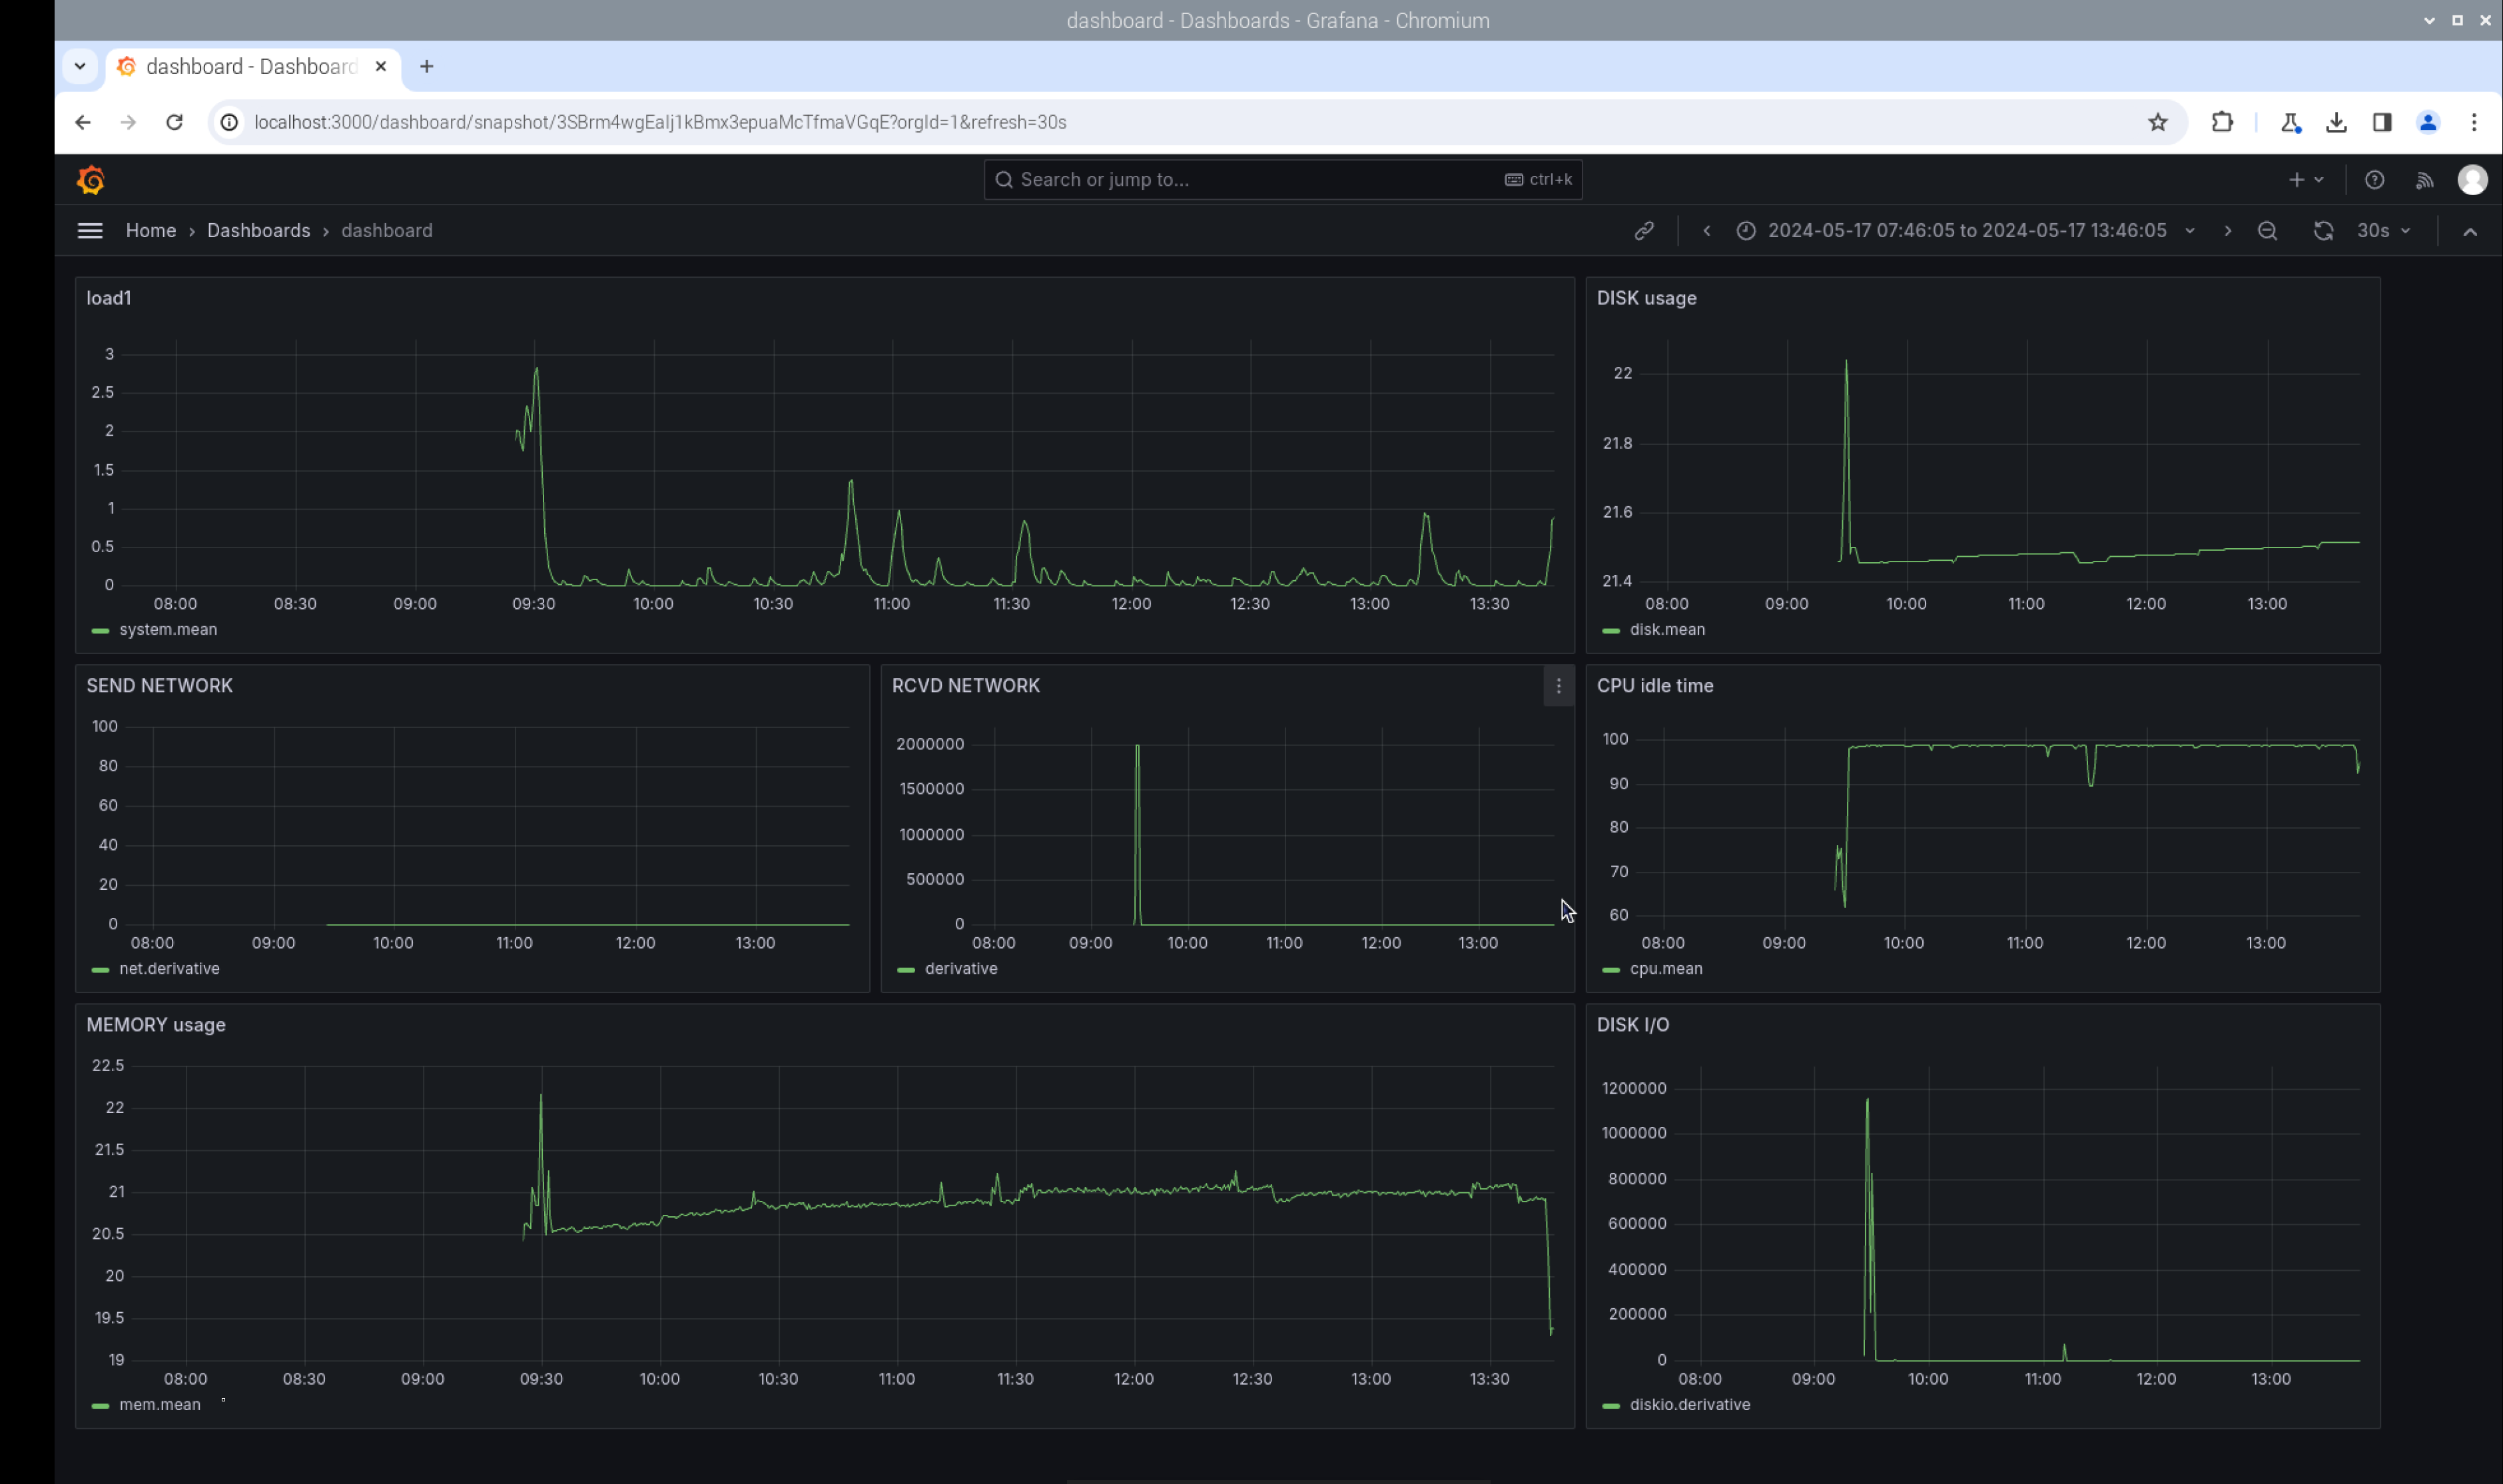 dashboard - Dashboards - Grafana - Chromium
dashboard - Dashboard
localhost:3000/dashboard/snapshot/3SBrm4wgEaIj1kBmx3epuaMcTfmaVGqE?orgId=1&refresh=30s
Search or jump to... ctrl+k
Home › Dashboards › dashboard
2024-05-17 07:46:05 to 2024-05-17 13:46:05
30s
load1
3
2.5
2
1.5
1
0.5
0
08:00 08:30 09:00 09:30 10:00 10:30 11:00 11:30 12:00 12:30 13:00 13:30
system.mean
DISK usage
22
21.8
21.6
21.4
08:00 09:00 10:00 11:00 12:00 13:00
disk.mean
SEND NETWORK
100
80
60
40
20
0
08:00 09:00 10:00 11:00 12:00 13:00
net.derivative
RCVD NETWORK
2000000
1500000
1000000
500000
0
08:00 09:00 10:00 11:00 12:00 13:00
derivative
CPU idle time
100
90
80
70
60
08:00 09:00 10:00 11:00 12:00 13:00
cpu.mean
MEMORY usage
22.5
22
21.5
21
20.5
20
19.5
19
08:00 08:30 09:00 09:30 10:00 10:30 11:00 11:30 12:00 12:30 13:00 13:30
mem.mean
DISK I/O
1200000
1000000
800000
600000
400000
200000
0
08:00 09:00 10:00 11:00 12:00 13:00
diskio.derivative